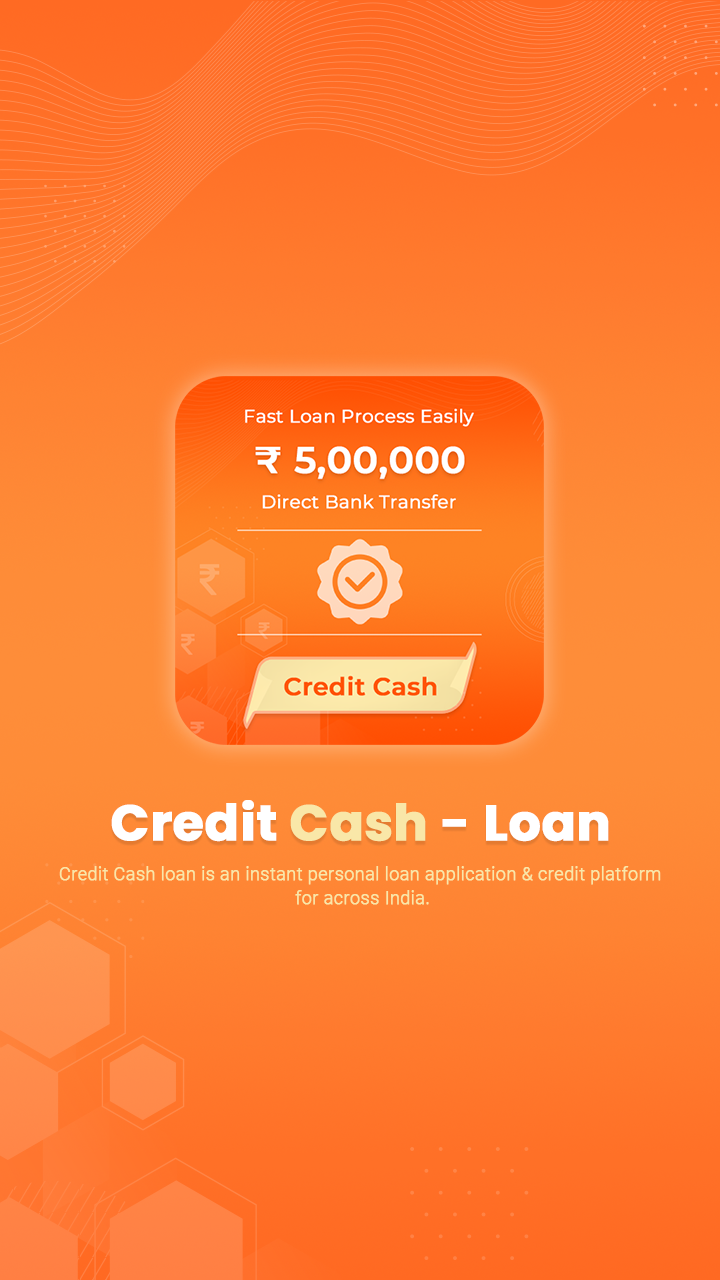 Fast Loan Process Easily
₹ 5,00,000
Direct Bank Transfer
₹
₹
₹
₹
Credit Cash
Credit Cash - Loan
Credit Cash loan is an instant personal loan application & credit platform
for across India.